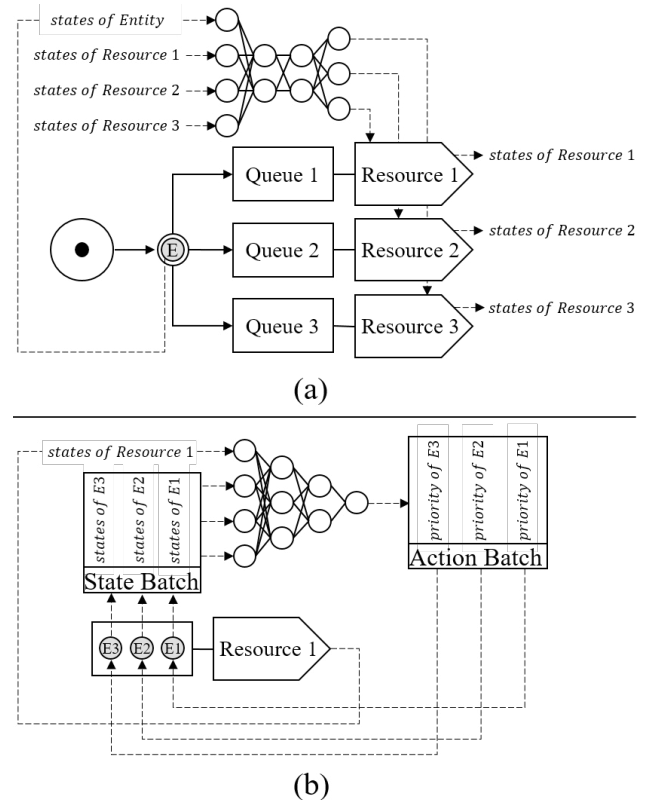 states of Entity
states of Resource 1
states of Resource 2
states of Resource 3
Queue 1
Resource 1
states of Resource 1
E
Queue 2
Resource 2
states of Resource 2
Queue 3
Resource 3
states of Resource 3
(a)
states of Resource 1
states of E3
states of E2
states of E1
State Batch
priority of E3
priority of E2
priority of E1
Action Batch
E3
E2
E1
Resource 1
(b)